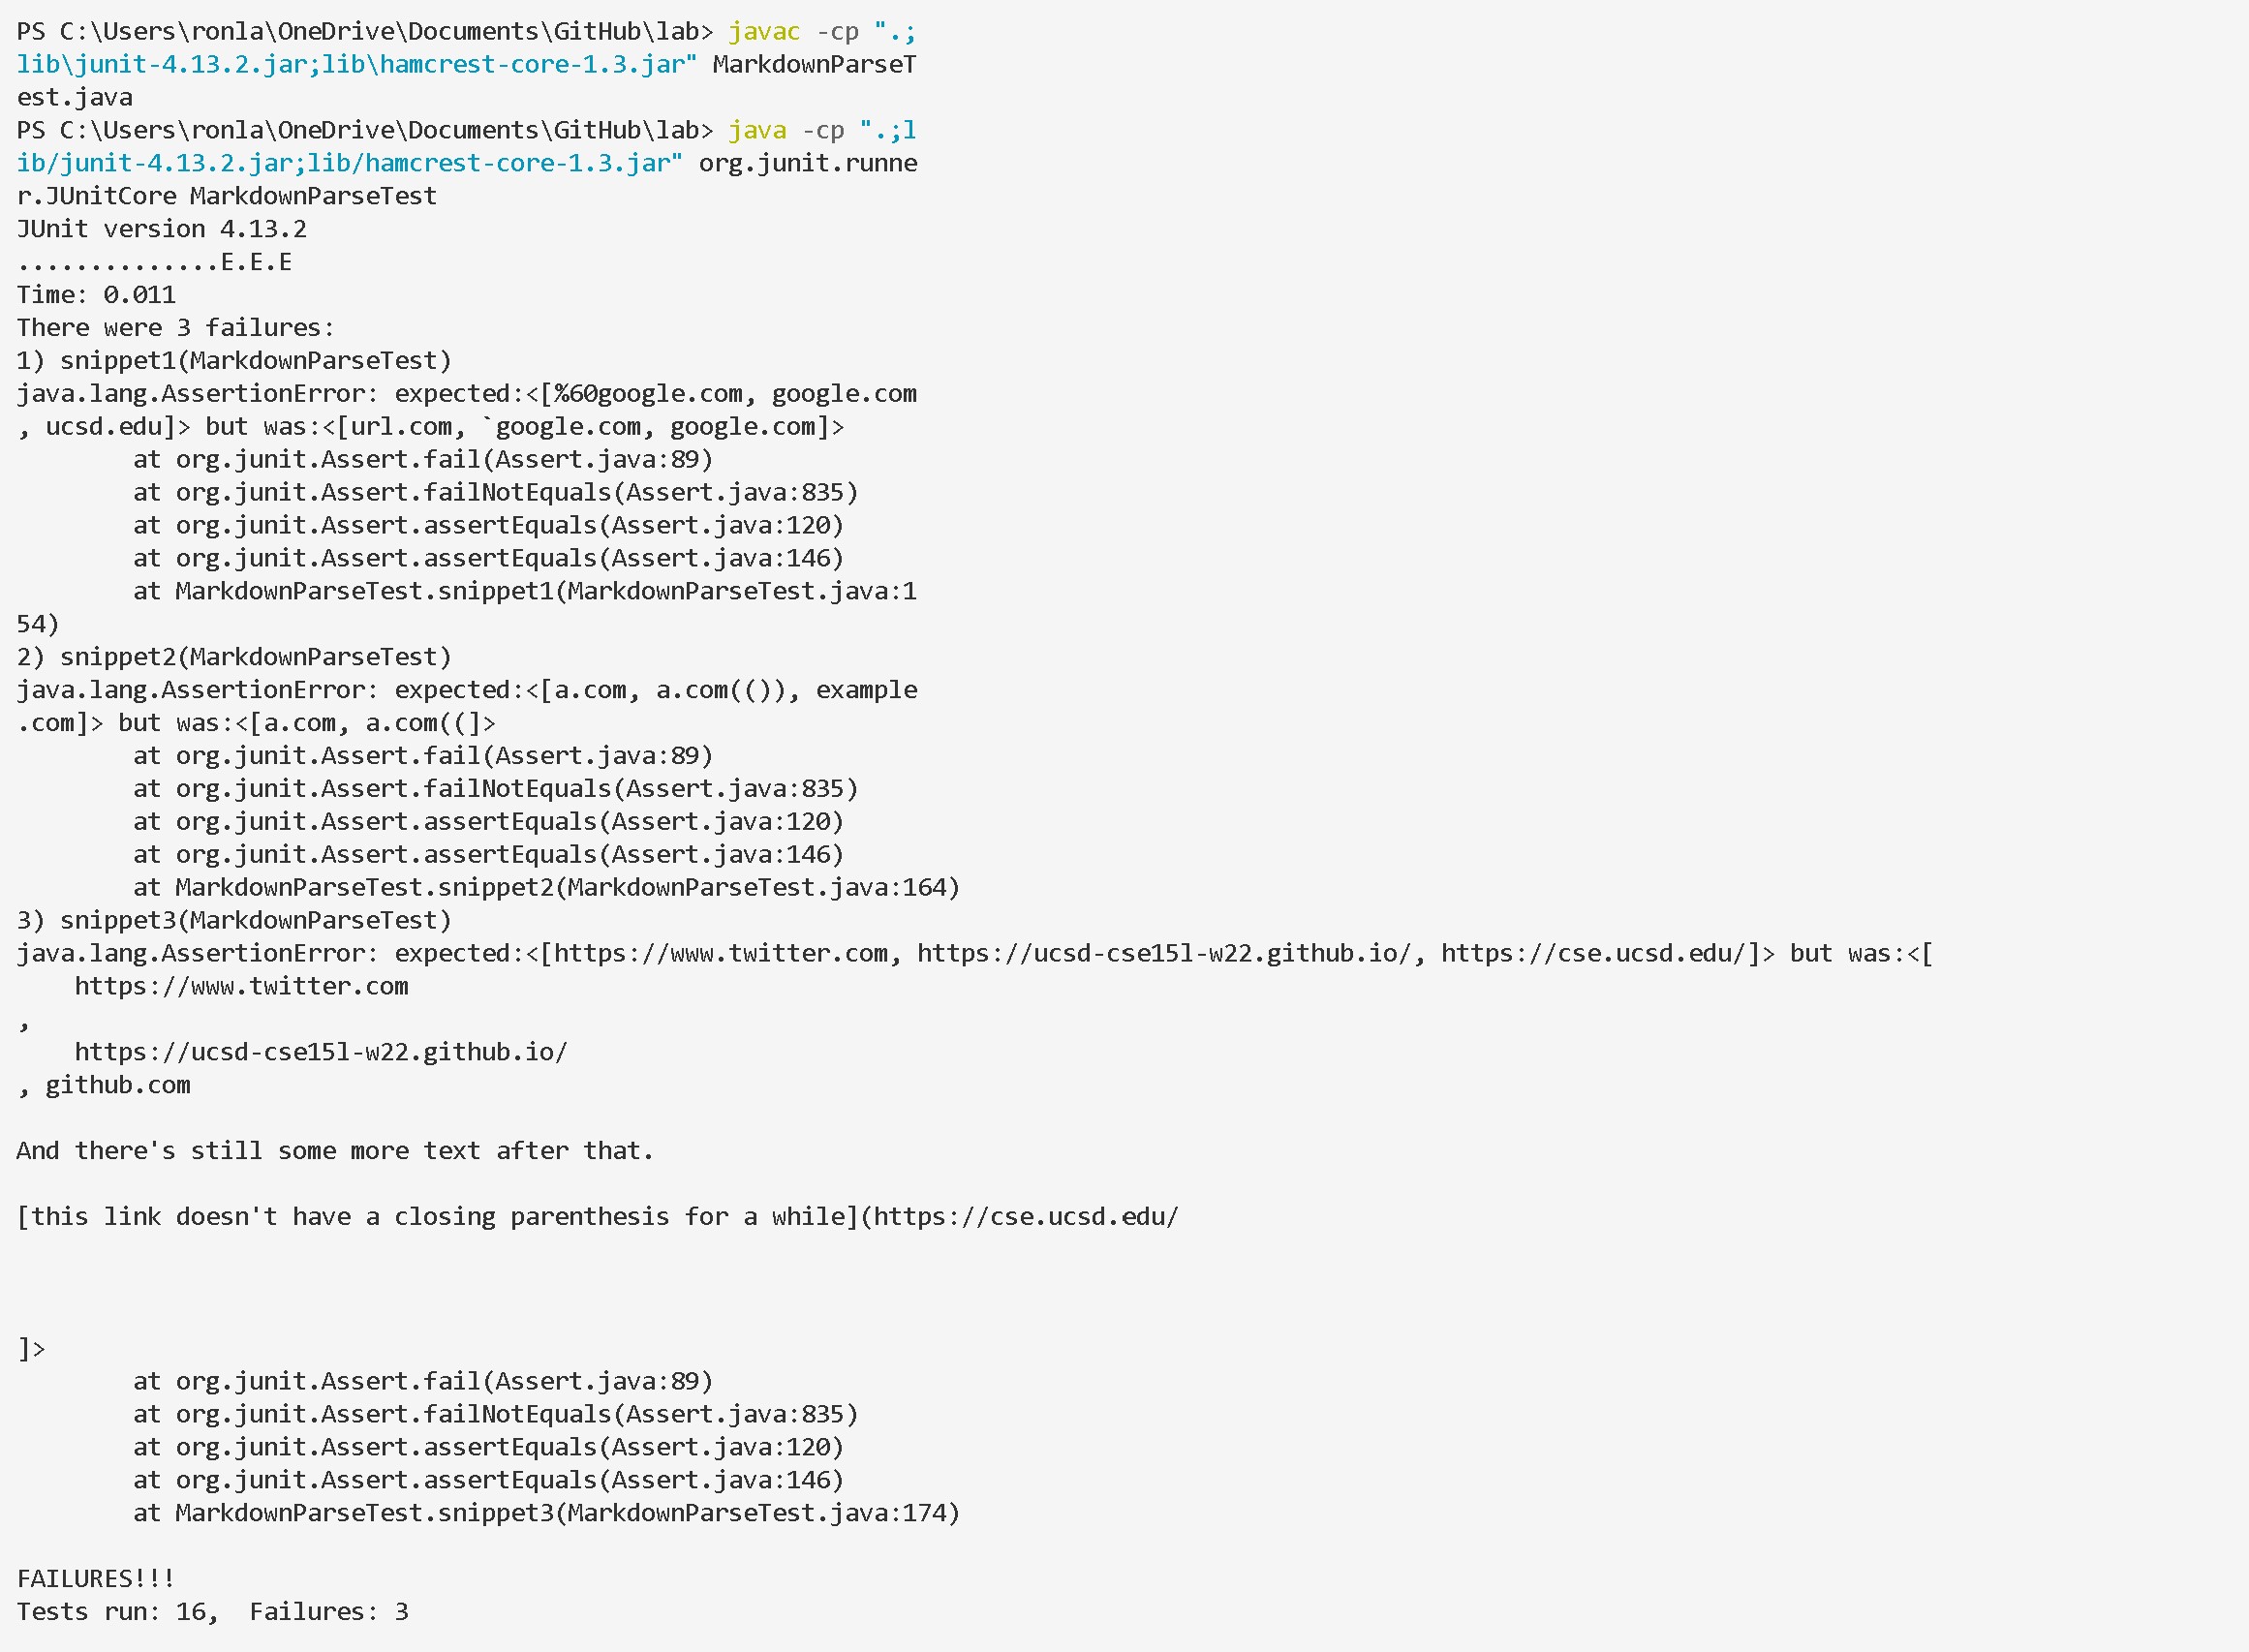 PS C:\Users\ronla\OneDrive\Documents\GitHub\lab> javac -cp ".;
lib\junit-4.13.2.jar;lib\hamcrest-core-1.3.jar" MarkdownParseT
est.java
PS C:\Users\ronla\OneDrive\Documents\GitHub\lab> java -cp ".;l
ib/junit-4.13.2.jar;lib/hamcrest-core-1.3.jar" org.junit.runne
r.JUnitCore MarkdownParseTest
JUnit version 4.13.2
..............E.E.E
Time: 0.011
There were 3 failures:
1) snippet1(MarkdownParseTest)
java.lang.AssertionError: expected:<[%60google.com, google.com
, ucsd.edu]> but was:<[url.com, `google.com, google.com]>
        at org.junit.Assert.fail(Assert.java:89)
        at org.junit.Assert.failNotEquals(Assert.java:835)
        at org.junit.Assert.assertEquals(Assert.java:120)
        at org.junit.Assert.assertEquals(Assert.java:146)
        at MarkdownParseTest.snippet1(MarkdownParseTest.java:1
54)
2) snippet2(MarkdownParseTest)
java.lang.AssertionError: expected:<[a.com, a.com(()), example
.com]> but was:<[a.com, a.com((]>
        at org.junit.Assert.fail(Assert.java:89)
        at org.junit.Assert.failNotEquals(Assert.java:835)
        at org.junit.Assert.assertEquals(Assert.java:120)
        at org.junit.Assert.assertEquals(Assert.java:146)
        at MarkdownParseTest.snippet2(MarkdownParseTest.java:164)
3) snippet3(MarkdownParseTest)
java.lang.AssertionError: expected:<[https://www.twitter.com, https://ucsd-cse15l-w22.github.io/, https://cse.ucsd.edu/]> but was:<[
    https://www.twitter.com
,
    https://ucsd-cse15l-w22.github.io/
, github.com

And there's still some more text after that.

[this link doesn't have a closing parenthesis for a while](https://cse.ucsd.edu/

]>
        at org.junit.Assert.fail(Assert.java:89)
        at org.junit.Assert.failNotEquals(Assert.java:835)
        at org.junit.Assert.assertEquals(Assert.java:120)
        at org.junit.Assert.assertEquals(Assert.java:146)
        at MarkdownParseTest.snippet3(MarkdownParseTest.java:174)

FAILURES!!!
Tests run: 16,  Failures: 3